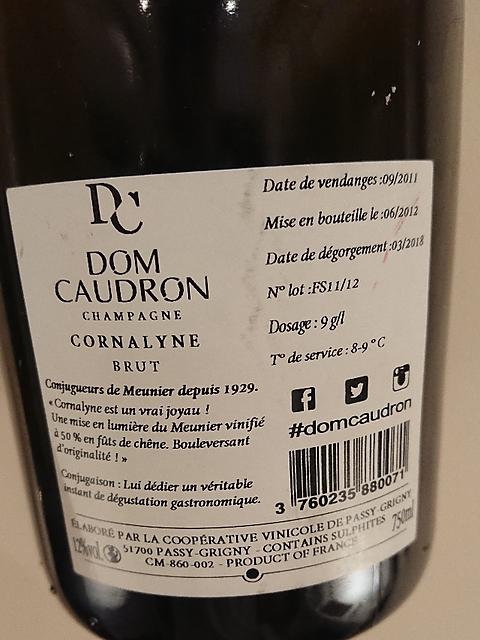 DC
DOM
CAUDRON
CHAMPAGNE
CORNALYNE
BRUT
Conjugueurs de Meunier depuis 1929.
«Cornalyne est un vrai joyau !
Une mise en lumière du Meunier vinifié
à 50 % en fûts de chêne. Bouleversant
d'originalité ! »
Conjugaison : Lui dédier un véritable
instant de dégustation gastronomique.
Date de vendanges :09/2011
Mise en bouteille le :06/2012
Date de dégorgement :03/2018
N° lot :FS11/12
Dosage : 9 g/l
T° de service : 8-9 °C
#domcaudron
3 760235 880071
ÉLABORÉ PAR LA COOPÉRATIVE VINICOLE DE PASSY-GRIGNY
12%vol. 51700 PASSY-GRIGNY - CONTAINS SULPHITES 750ml
CM-860-002 - PRODUCT OF FRANCE